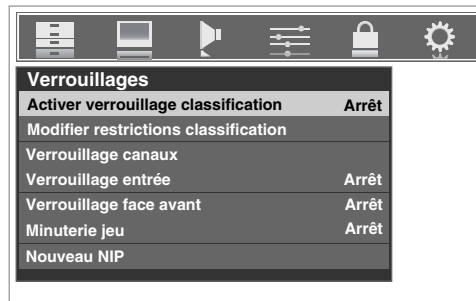 Verrouillages
Activer verrouillage classification Arrêt
Modifier restrictions classification
Verrouillage canaux
Verrouillage entrée Arrêt
Verrouillage face avant Arrêt
Minuterie jeu Arrêt
Nouveau NIP